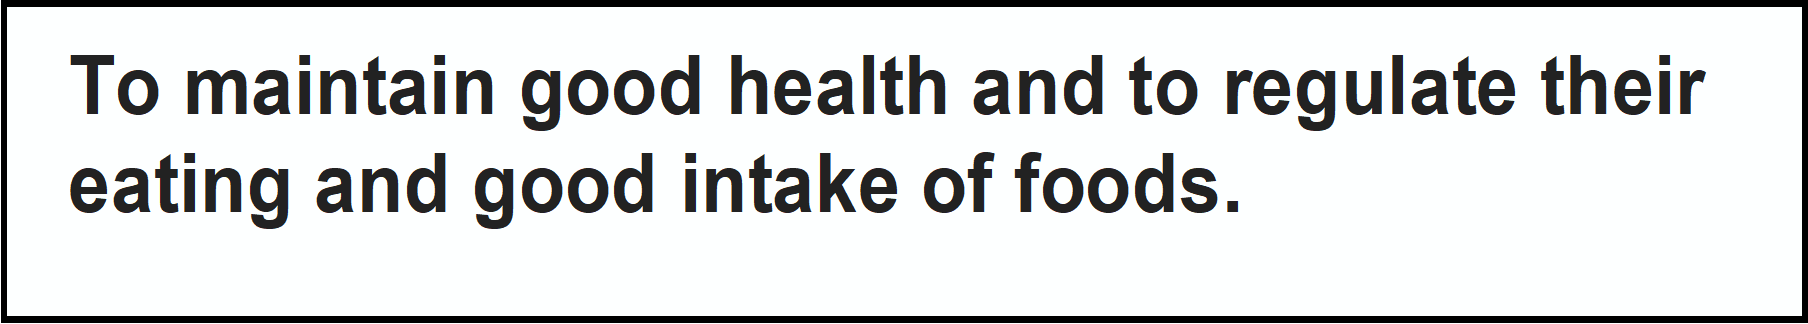 To maintain good health and to regulate their
eating and good intake of foods.